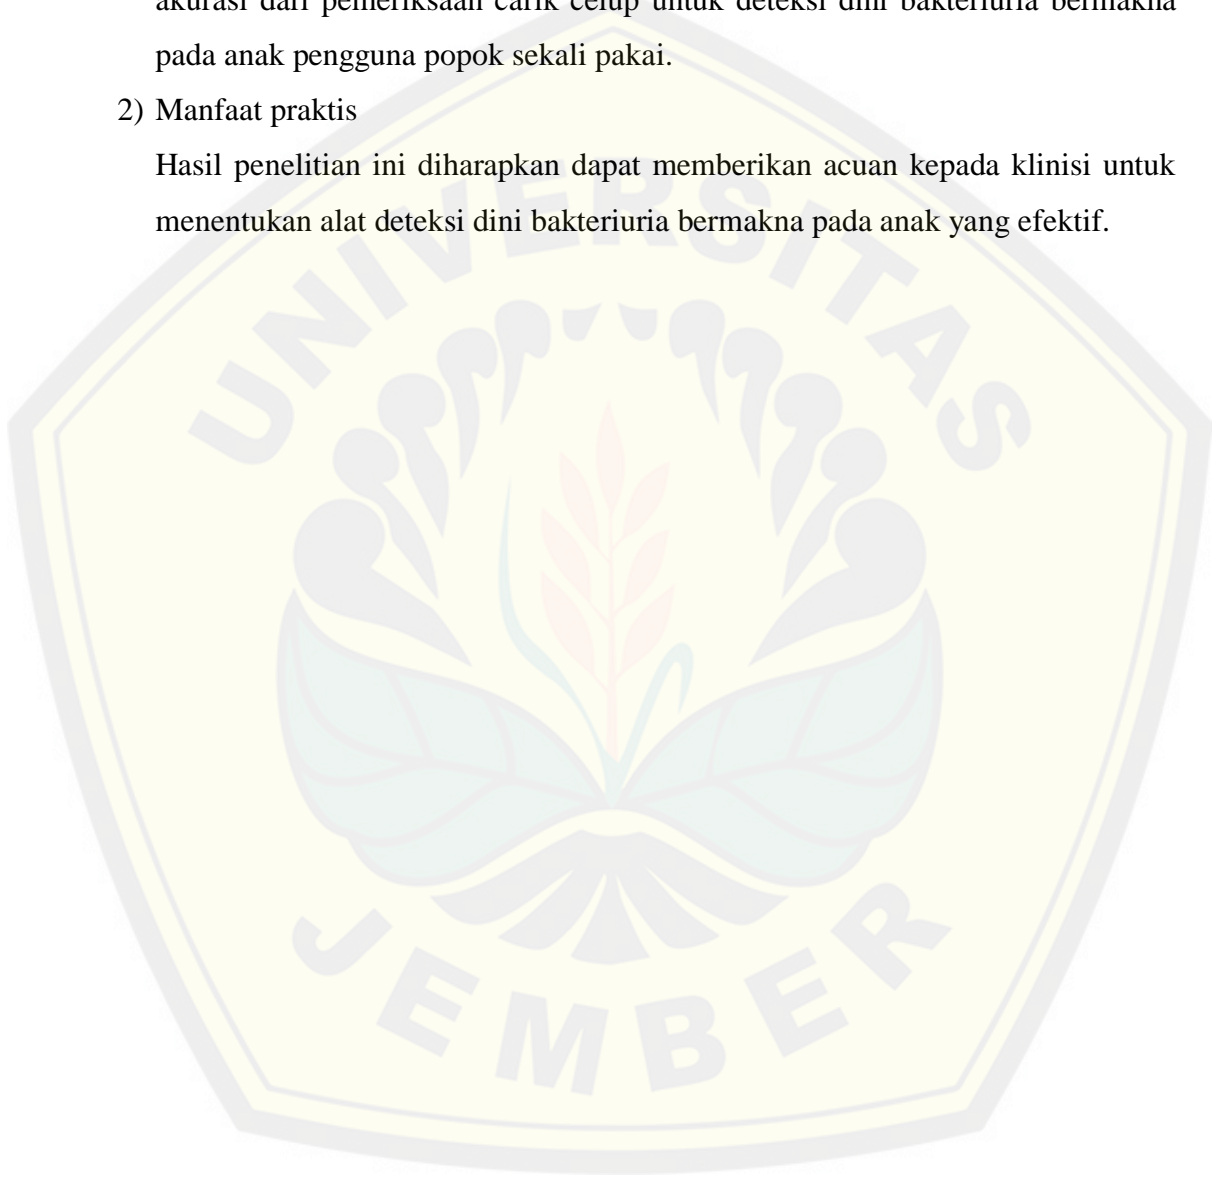 akurasi dari pemeriksaan carik celup untuk deteksi dini bakteriuria bermakna
pada anak pengguna popok sekali pakai.
2) Manfaat praktis
Hasil penelitian ini diharapkan dapat memberikan acuan kepada klinisi untuk
menentukan alat deteksi dini bakteriuria bermakna pada anak yang efektif.
UNIVERSITAS
JEMBER